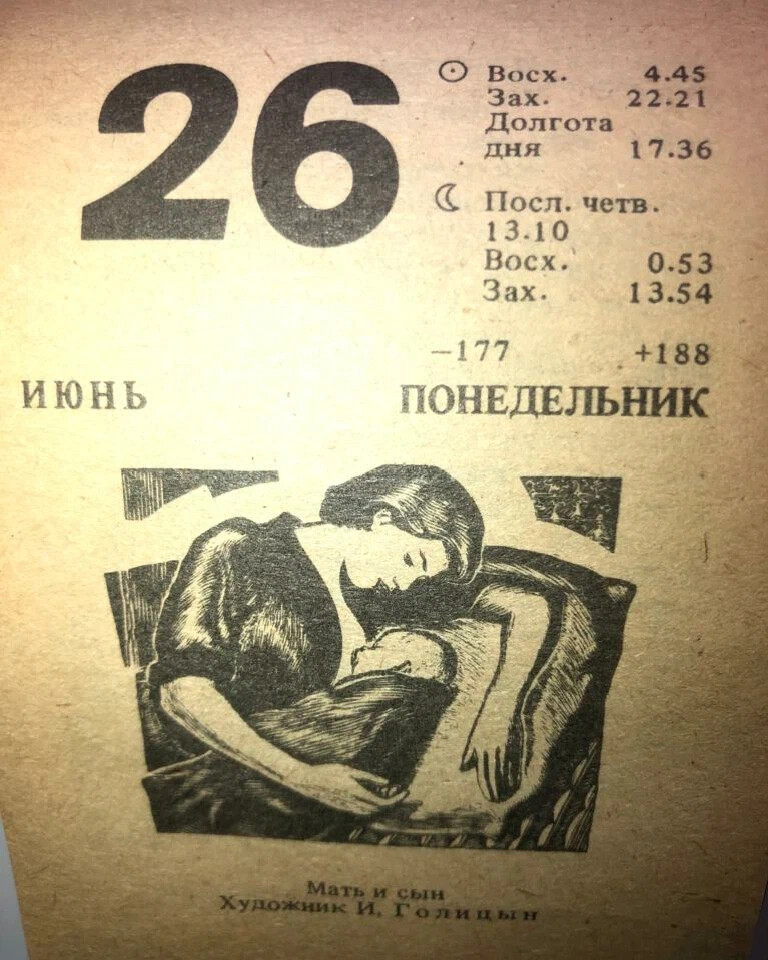 26
Восх. 4.45
Зах. 22.21
Долгота
дня 17.36
Посл. четв.
13.10
Восх. 0.53
Зах. 13.54
–177 +188
ИЮНЬ ПОНЕДЕЛЬНИК
Мать и сын
Художник И. Голицын